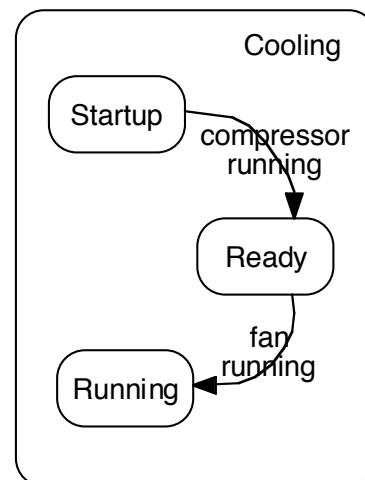 Cooling
Startup
compressor
running
Ready
fan
running
Running